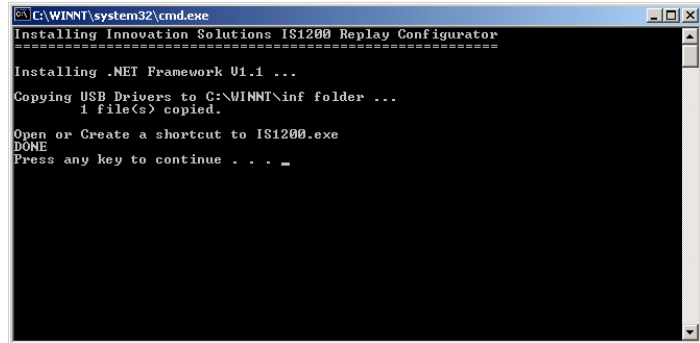 C:\WINNT\system32\cmd.exe
Installing Innovation Solutions IS1200 Replay Configurator
==========================================================
Installing .NET Framework V1.1 ...
Copying USB Drivers to C:\WINNT\inf folder ...
1 file(s) copied.
Open or Create a shortcut to IS1200.exe
DONE
Press any key to continue . . . _